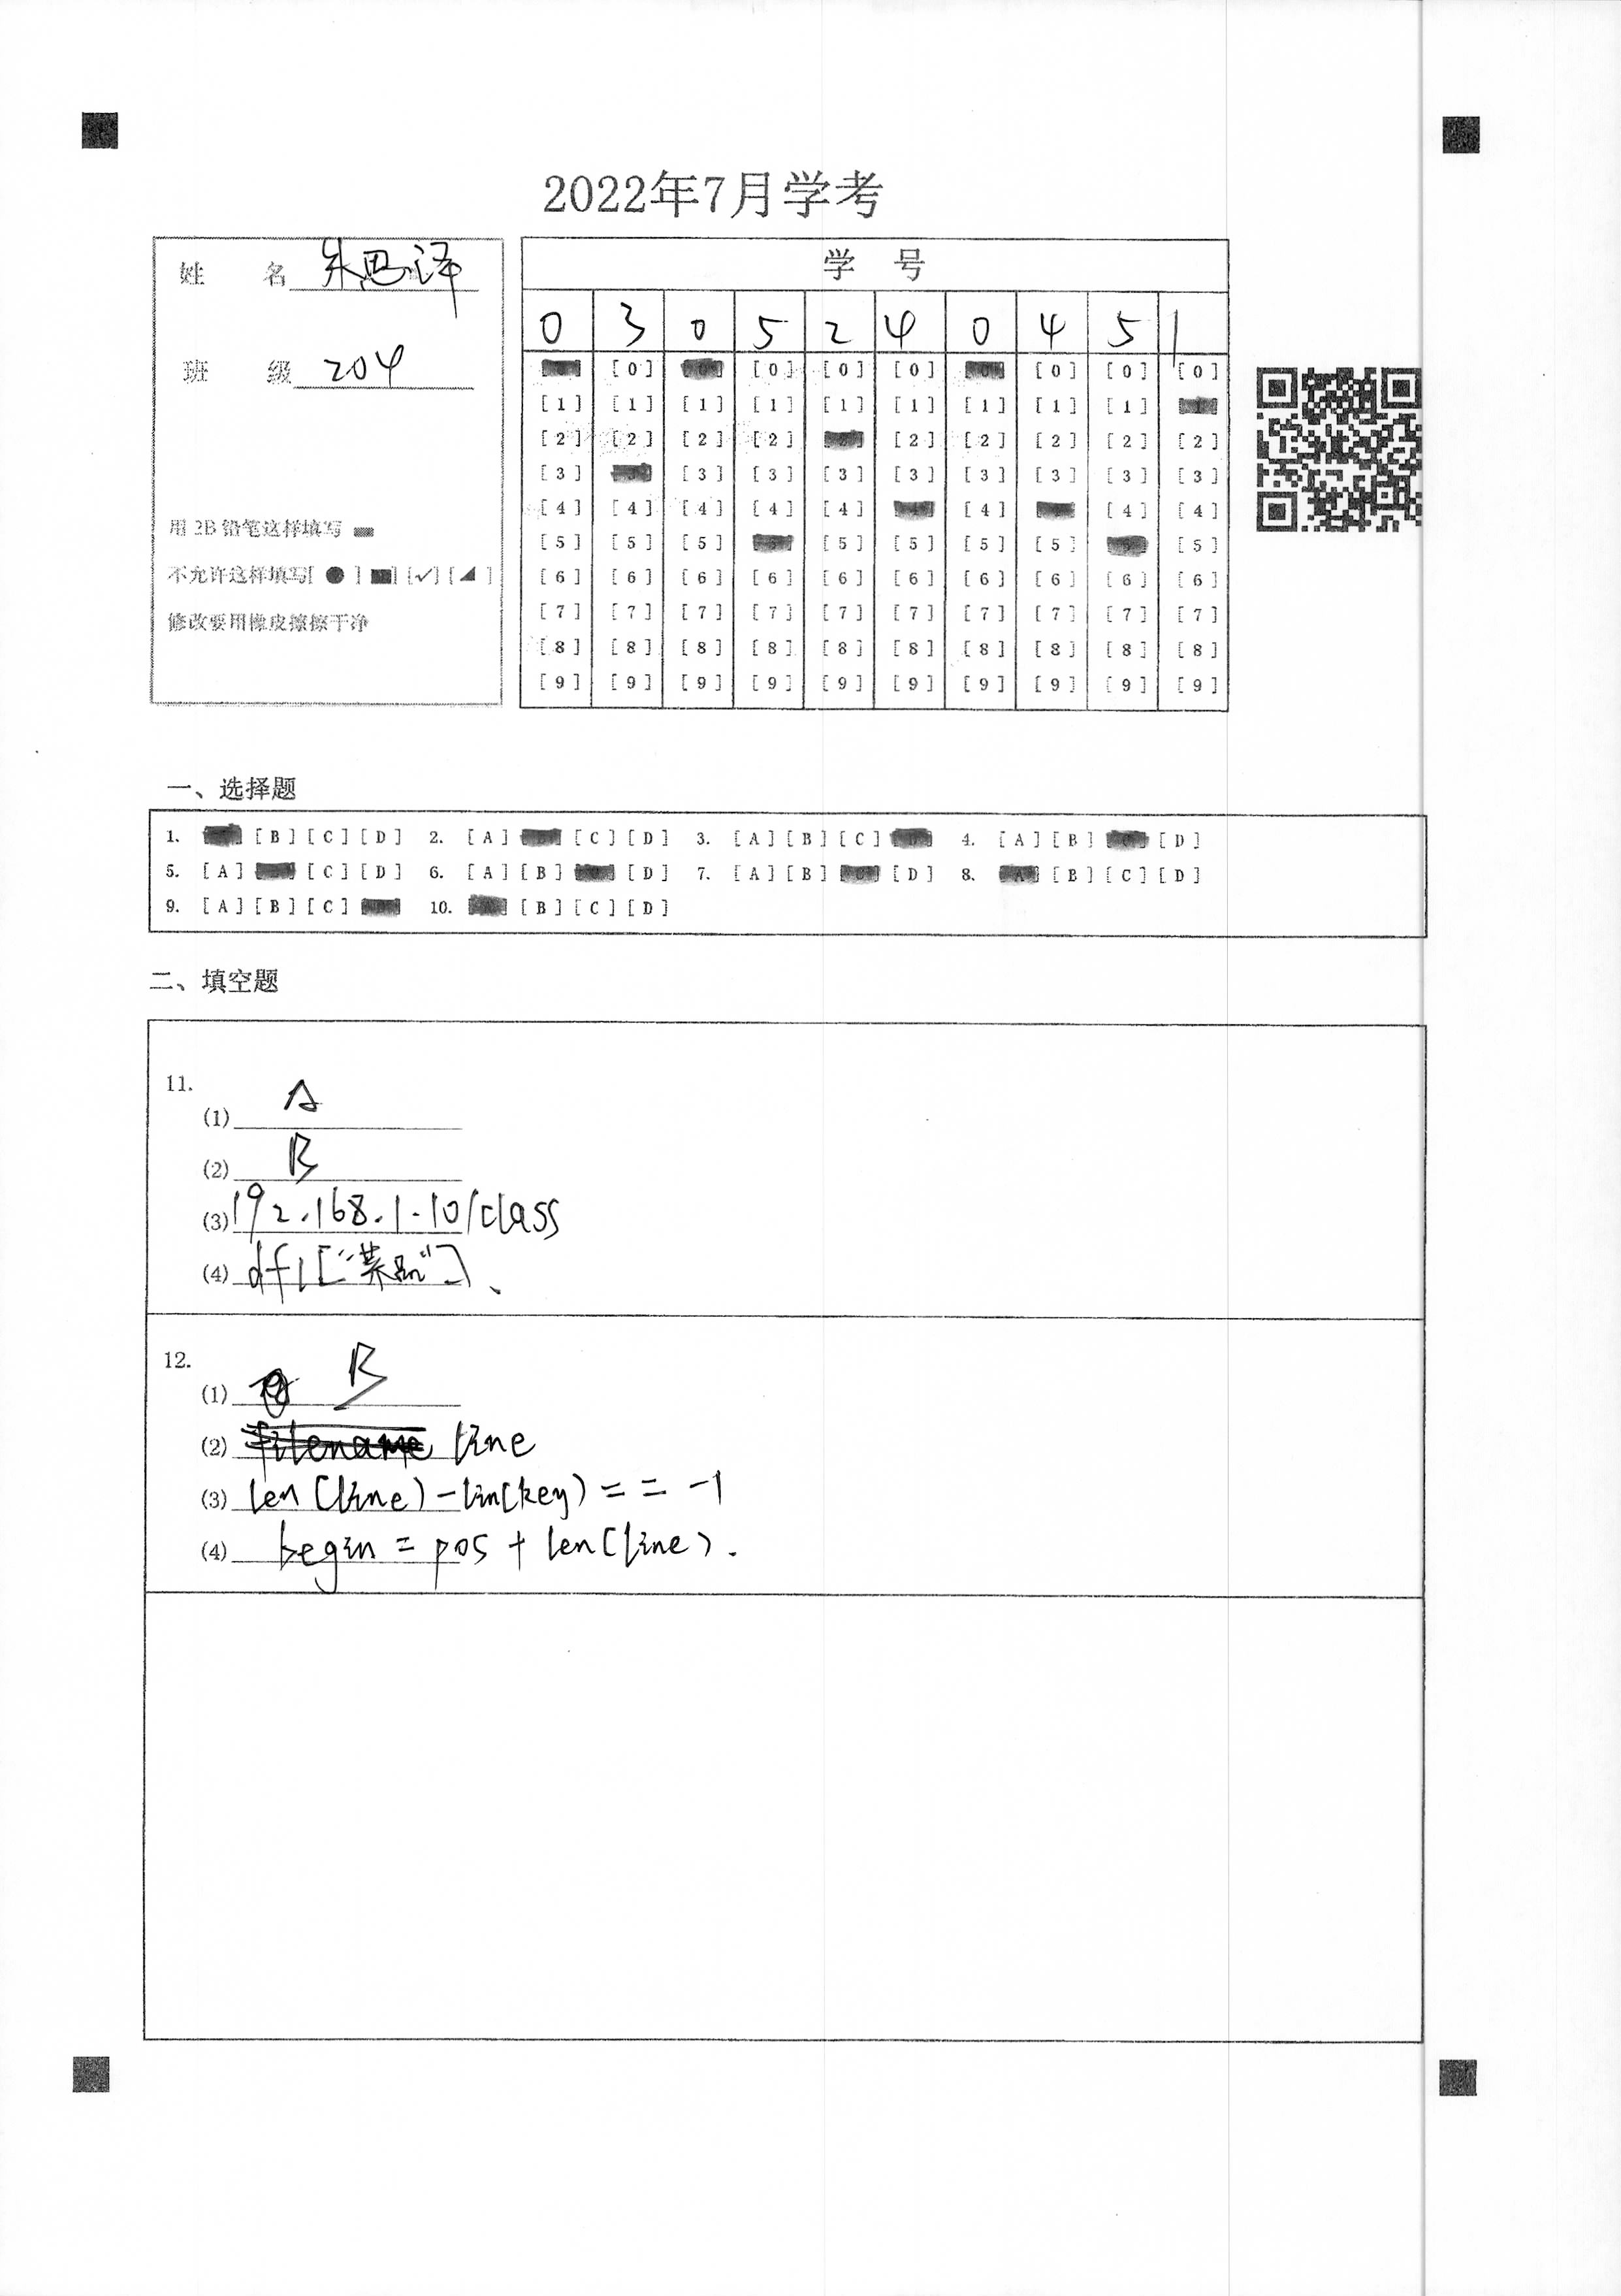 2022年7月学考
姓 名 朱思泽
班 级 204
用 2B 铅笔这样填写
不允许这样填写[ ● ] [■] [✓] [◢ ]
修改要用橡皮擦擦干净
学 号
0 3 0 5 2 4 0 4 5 1
[0] [0] [0] [0] [0] [0] [0]
[1] [1] [1] [1] [1] [1] [1] [1] [1]
[2] [2] [2] [2] [2] [2] [2] [2] [2]
[3] [3] [3] [3] [3] [3] [3] [3] [3]
[4] [4] [4] [4] [4] [4] [4] [4]
[5] [5] [5] [5] [5] [5] [5] [5]
[6] [6] [6] [6] [6] [6] [6] [6] [6] [6]
[7] [7] [7] [7] [7] [7] [7] [7] [7] [7]
[8] [8] [8] [8] [8] [8] [8] [8] [8] [8]
[9] [9] [9] [9] [9] [9] [9] [9] [9] [9]
一、选择题
1. [B] [C] [D] 2. [A] [C] [D] 3. [A] [B] [C] 4. [A] [B] [D]
5. [A] [C] [D] 6. [A] [B] [D] 7. [A] [B] [D] 8. [B] [C] [D]
9. [A] [B] [C] 10. [B] [C] [D]
二、填空题
11.
(1) A
(2) B
(3) 192.168.1.10/class
(4) df1["菜品"]、
12.
(1) B
(2) line
(3) len(line)-lin(key)== -1
(4) begin = pos + len(line).